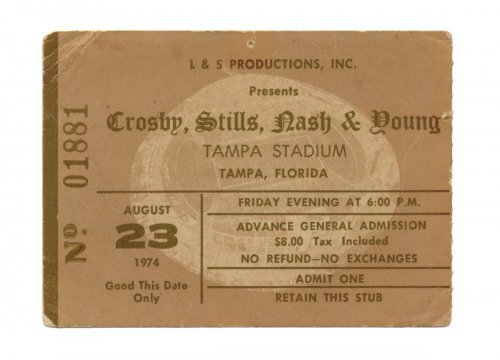 L & S PRODUCTIONS, INC.
Presents
Crosby, Stills, Nash & Young
TAMPA STADIUM
TAMPA, FLORIDA
Nº 01881
AUGUST
23
1974
Good This Date
Only
FRIDAY EVENING AT 6:00 P.M.
ADVANCE GENERAL ADMISSION
$8.00 Tax Included
NO REFUND—NO EXCHANGES
ADMIT ONE
RETAIN THIS STUB